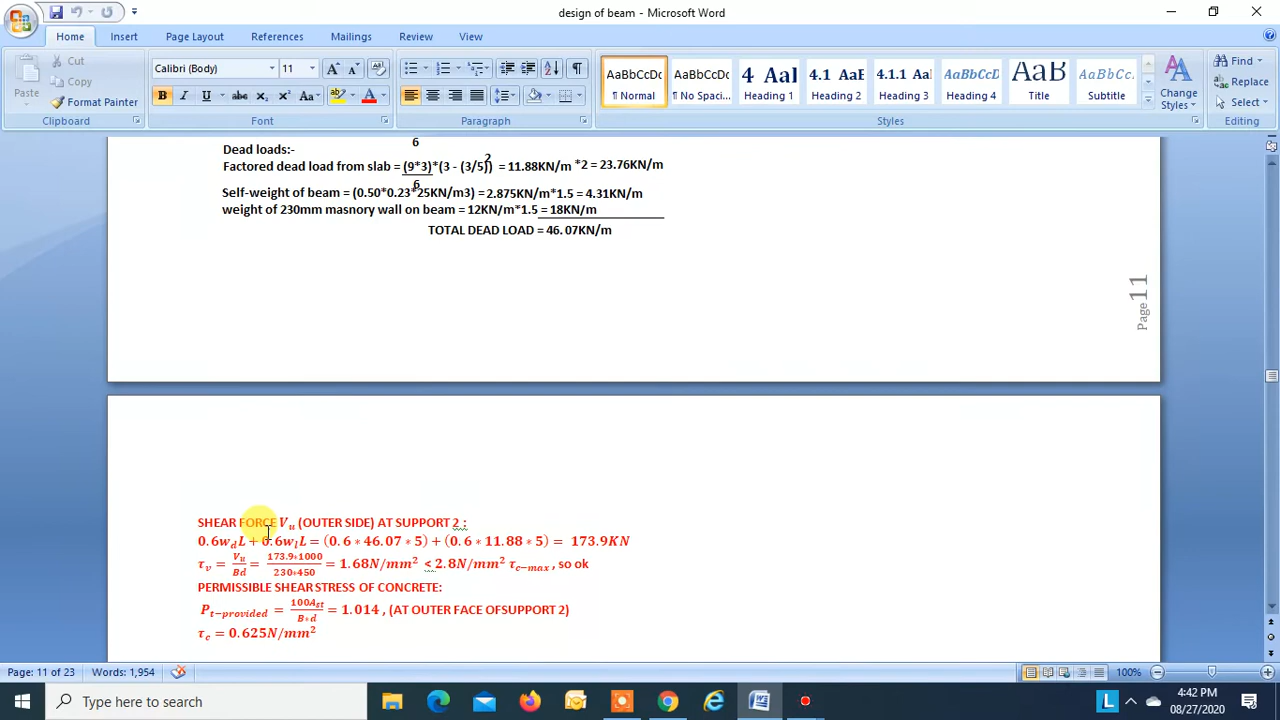 design of beam - Microsoft Word
Home Insert Page Layout References Mailings Review View
Paste Cut Copy Format Painter Clipboard
Calibri (Body) 11
B I U abc x₂ x² Aa
Font
Paragraph
AaBbCcDc AaBbCcDc 4 AaI 4.1 AaB 4.1.1 AaI AaBbCcD AaB AaBbCcDc
¶ Normal ¶ No Spaci... Heading 1 Heading 2 Heading 3 Heading 4 Title Subtitle
Change Styles
Styles
Find
Replace
Select
Editing
6
Dead loads:-
Factored dead load from slab = (9*3)*(3 - (3/5)²) = 11.88KN/m *2 = 23.76KN/m
6
Self-weight of beam = (0.50*0.23*25KN/m3) = 2.875KN/m*1.5 = 4.31KN/m
weight of 230mm masnory wall on beam = 12KN/m*1.5 = 18KN/m
TOTAL DEAD LOAD = 46.07KN/m
Page 11
SHEAR FORCE Vu (OUTER SIDE) AT SUPPORT 2 :
0.6wdL + 0.6wlL = (0.6 * 46.07 * 5) + (0.6 * 11.88 * 5) = 173.9KN
τv = Vu/Bd = 173.9*1000/230*450 = 1.68N/mm² < 2.8N/mm² τc-max , so ok
PERMISSIBLE SHEAR STRESS OF CONCRETE:
Pt-provided = 100Ast/B*d = 1.014 , (AT OUTER FACE OFSUPPORT 2)
τc = 0.625N/mm²
Page: 11 of 23 Words: 1,954 100%
Type here to search
4:42 PM
08/27/2020